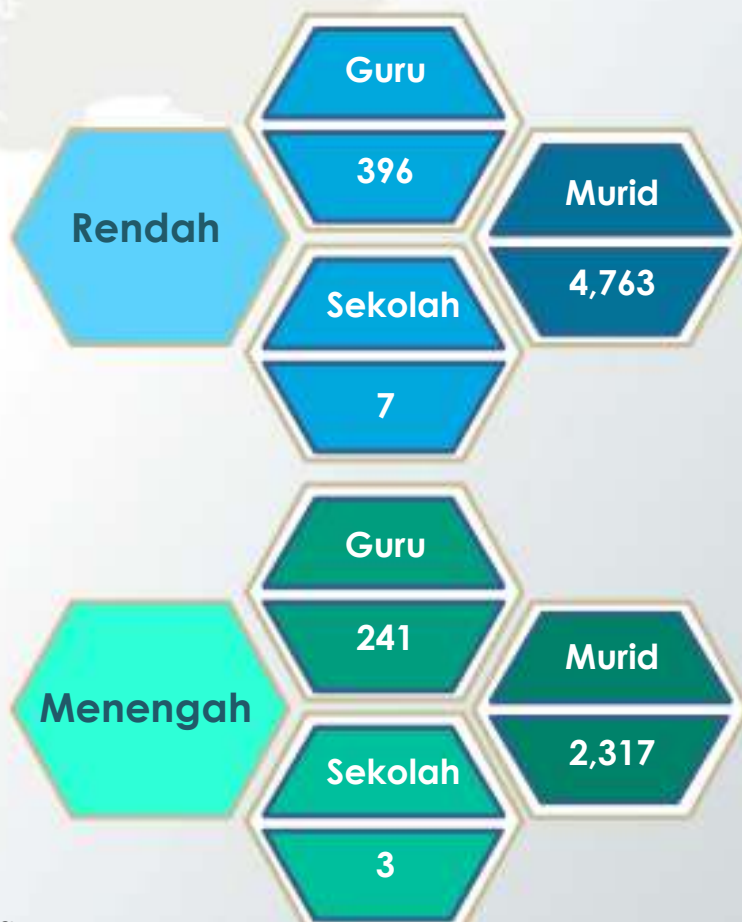 Guru
396
Rendah
Murid
4,763
Sekolah
7
Guru
241
Menengah
Murid
2,317
Sekolah
3